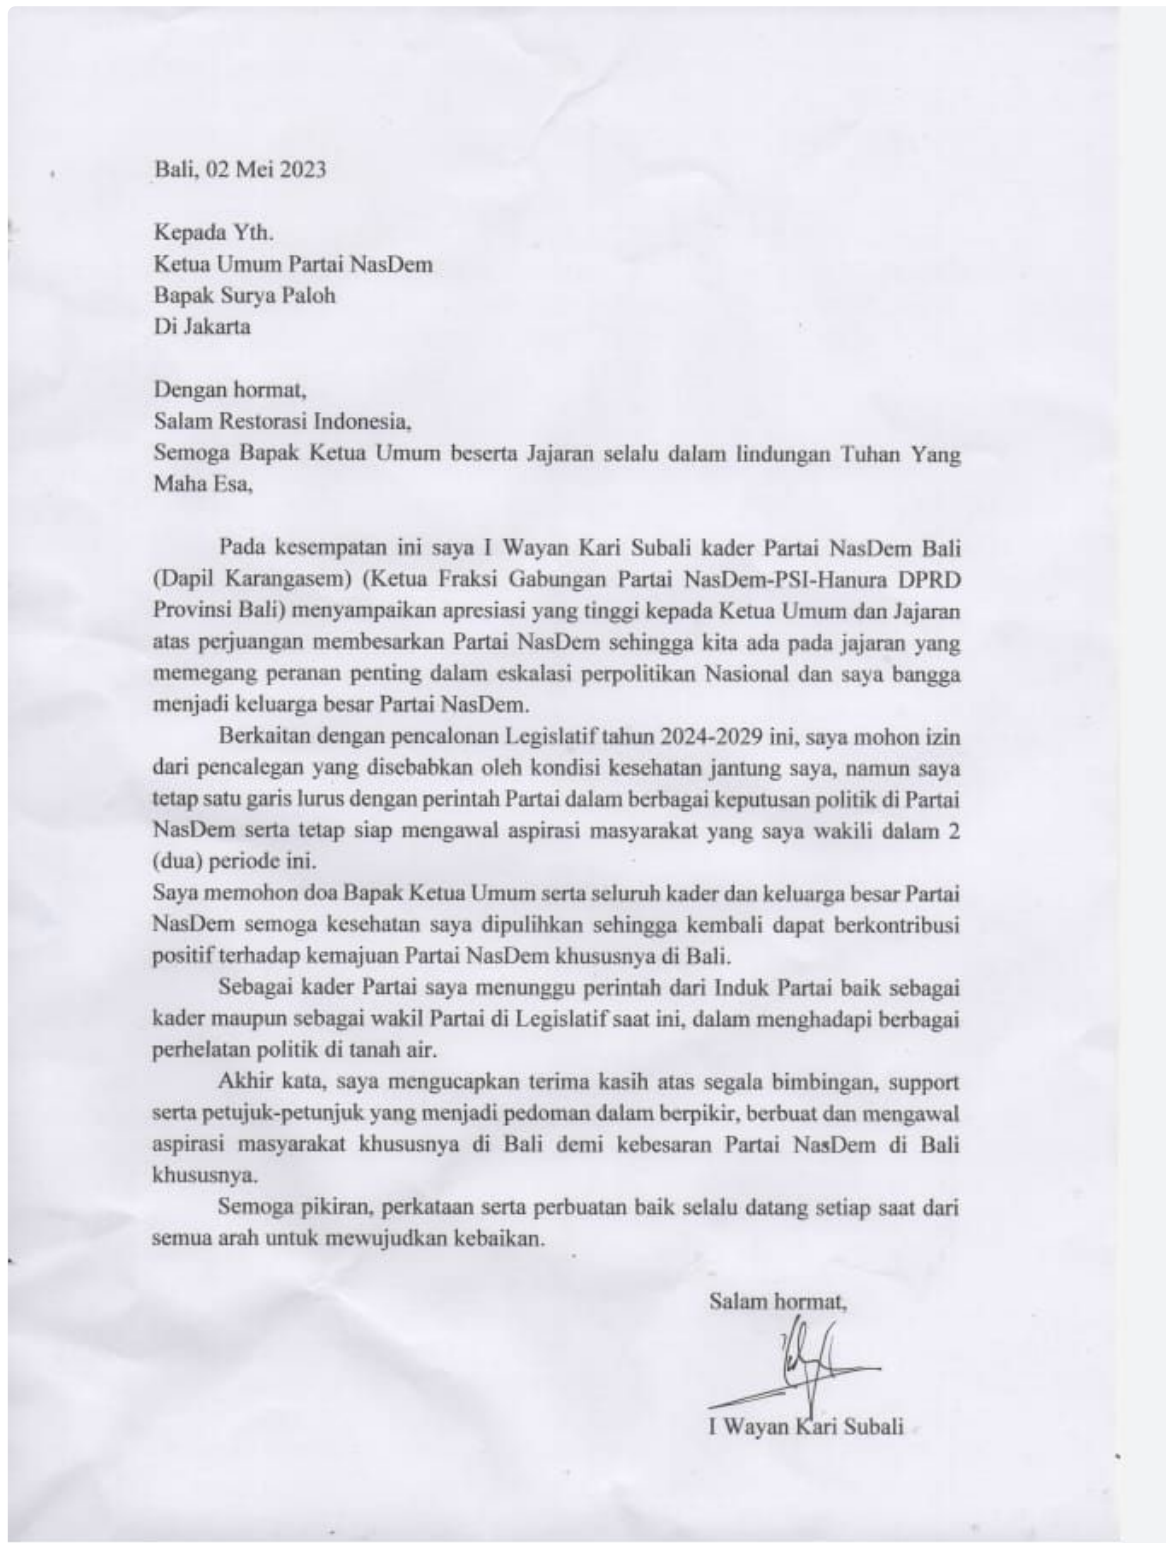 Bali, 02 Mei 2023
Kepada Yth.
Ketua Umum Partai NasDem
Bapak Surya Paloh
Di Jakarta
Dengan hormat,
Salam Restorasi Indonesia,
Semoga Bapak Ketua Umum beserta Jajaran selalu dalam lindungan Tuhan Yang
Maha Esa,
Pada kesempatan ini saya I Wayan Kari Subali kader Partai NasDem Bali
(Dapil Karangasem) (Ketua Fraksi Gabungan Partai NasDem-PSI-Hanura DPRD
Provinsi Bali) menyampaikan apresiasi yang tinggi kepada Ketua Umum dan Jajaran
atas perjuangan membesarkan Partai NasDem sehingga kita ada pada jajaran yang
memegang peranan penting dalam eskalasi perpolitikan Nasional dan saya bangga
menjadi keluarga besar Partai NasDem.
Berkaitan dengan pencalonan Legislatif tahun 2024-2029 ini, saya mohon izin
dari pencalegan yang disebabkan oleh kondisi kesehatan jantung saya, namun saya
tetap satu garis lurus dengan perintah Partai dalam berbagai keputusan politik di Partai
NasDem serta tetap siap mengawal aspirasi masyarakat yang saya wakili dalam 2
(dua) periode ini.
Saya memohon doa Bapak Ketua Umum serta seluruh kader dan keluarga besar Partai
NasDem semoga kesehatan saya dipulihkan sehingga kembali dapat berkontribusi
positif terhadap kemajuan Partai NasDem khususnya di Bali.
Sebagai kader Partai saya menunggu perintah dari Induk Partai baik sebagai
kader maupun sebagai wakil Partai di Legislatif saat ini, dalam menghadapi berbagai
perhelatan politik di tanah air.
Akhir kata, saya mengucapkan terima kasih atas segala bimbingan, support
serta petujuk-petunjuk yang menjadi pedoman dalam berpikir, berbuat dan mengawal
aspirasi masyarakat khususnya di Bali demi kebesaran Partai NasDem di Bali
khususnya.
Semoga pikiran, perkataan serta perbuatan baik selalu datang setiap saat dari
semua arah untuk mewujudkan kebaikan.
Salam hormat,
I Wayan Kari Subali